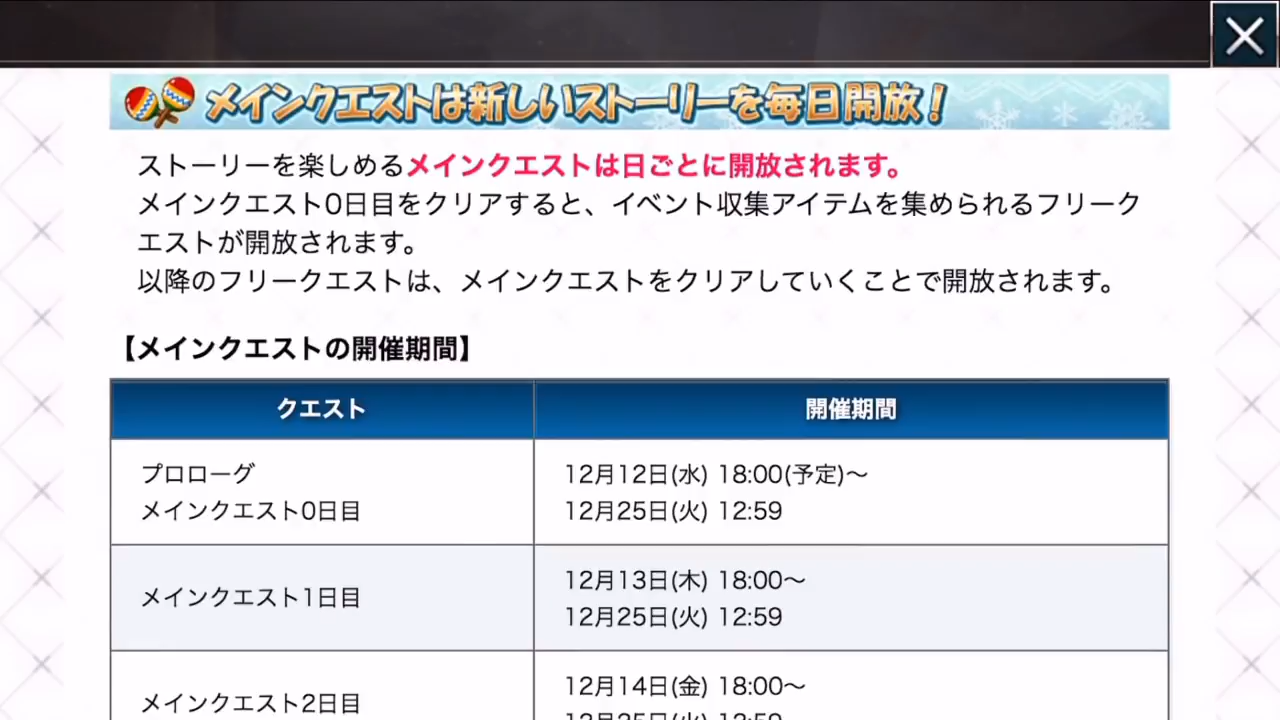 メインクエストは新しいストーリーを毎日開放!
ストーリーを楽しめるメインクエストは日ごとに開放されます。
メインクエスト0日目をクリアすると、イベント収集アイテムを集められるフリーク
エストが開放されます。
以降のフリークエストは、メインクエストをクリアしていくことで開放されます。
【メインクエストの開催期間】
クエスト
開催期間
プロローグ
メインクエスト0日目
12月12日(水) 18:00(予定)〜
12月25日(火) 12:59
メインクエスト1日目
12月13日(木) 18:00〜
12月25日(火) 12:59
メインクエスト2日目
12月14日(金) 18:00〜
12月25日(火) 12:59